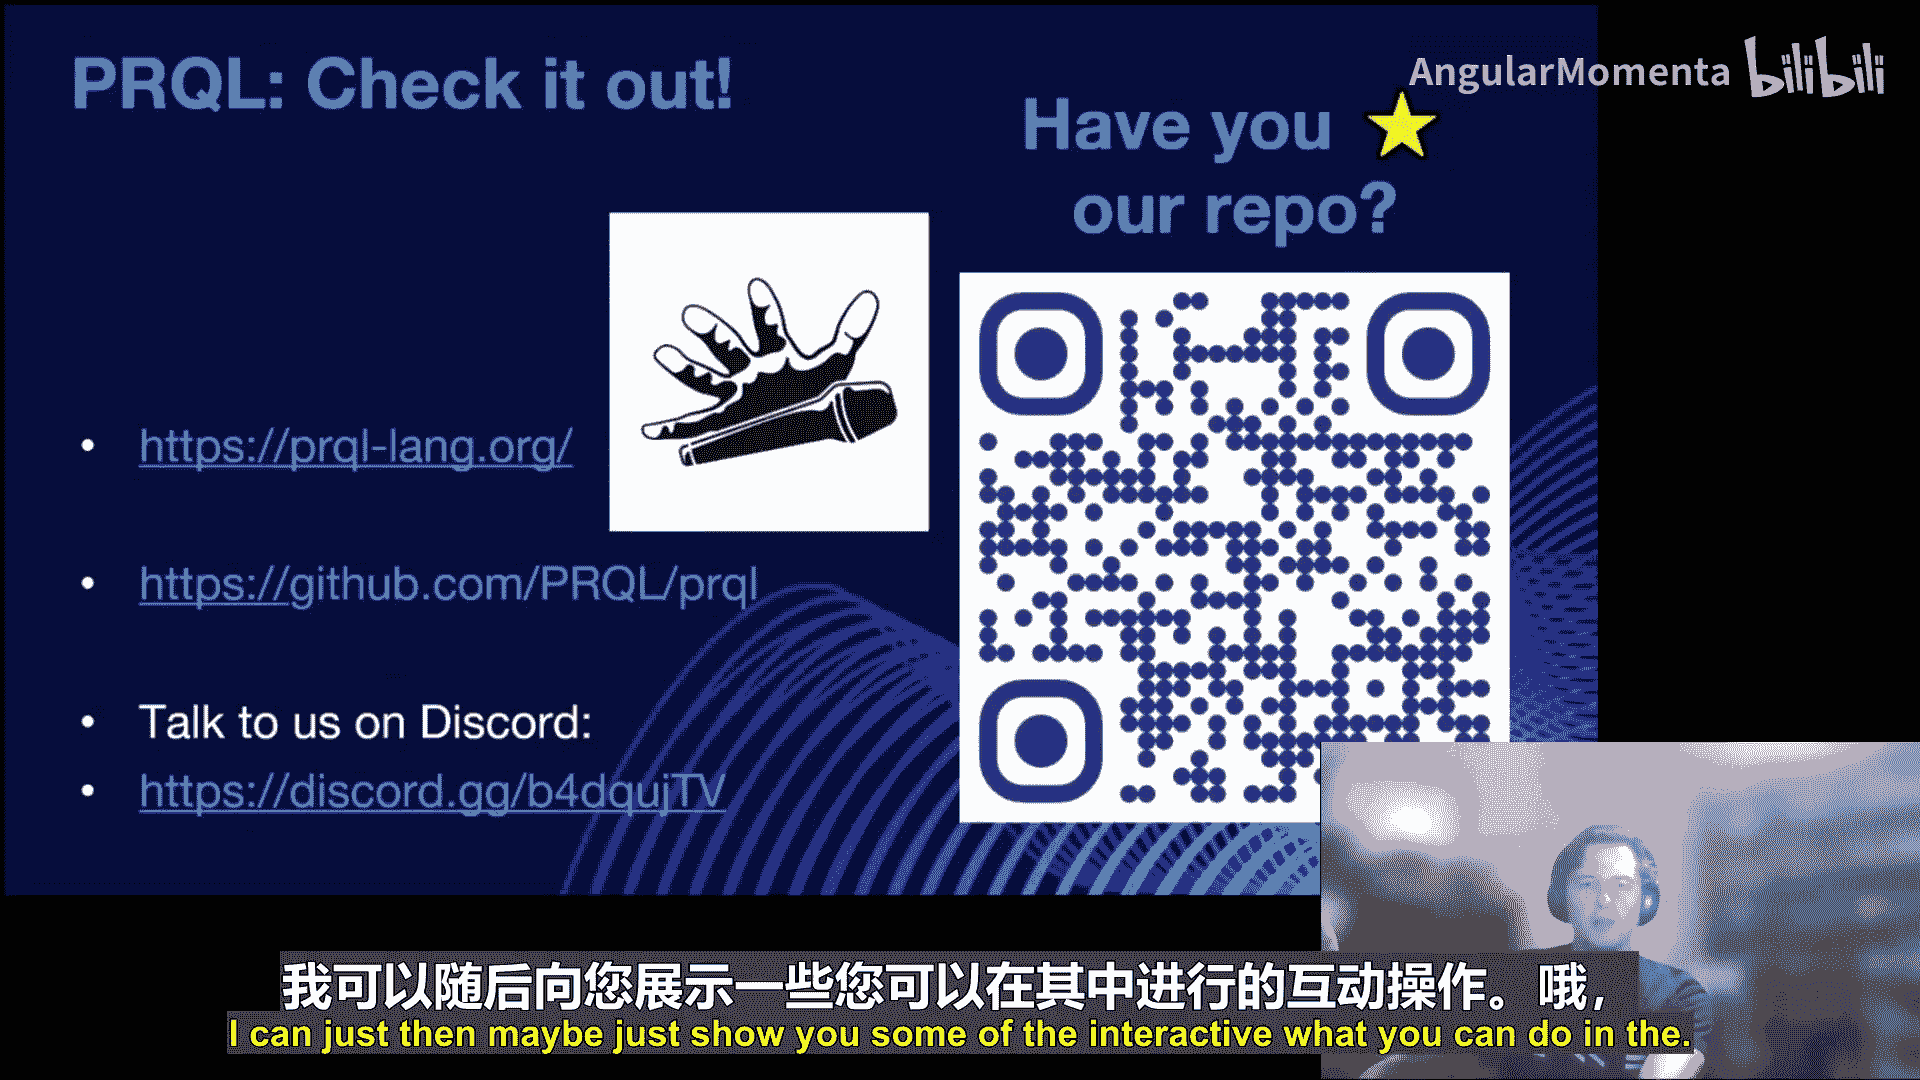 PRQL: Check it out!
AngularMomenta bilibili
Have you
our repo?
https://prql-lang.org/
https://github.com/PRQL/prql
Talk to us on Discord:
https://discord.gg/b4dqujTV
我可以随后向您展示一些您可以在其中进行的互动操作。哦，
I can just then maybe just show you some of the interactive what you can do in the.